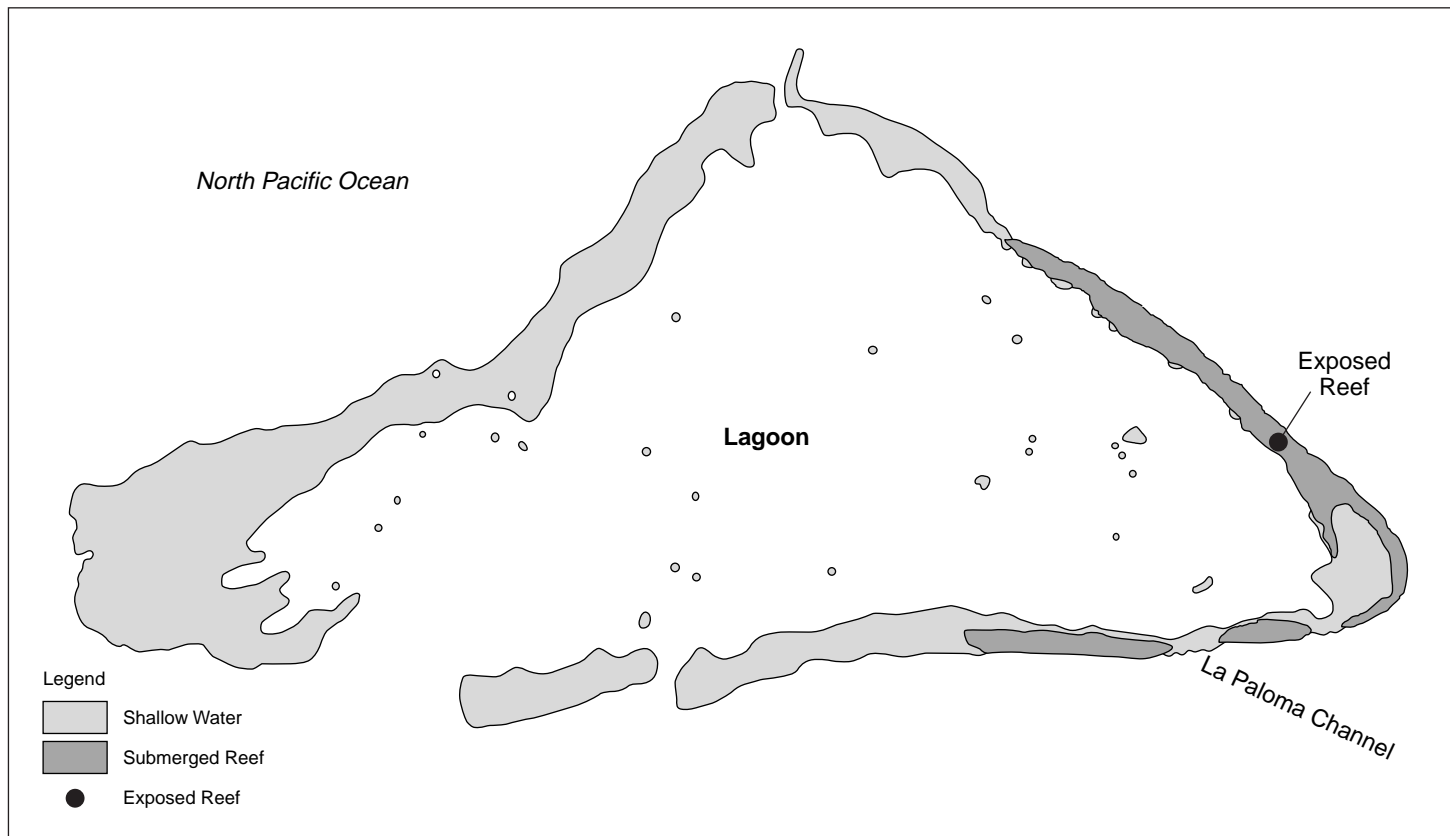 North Pacific Ocean
Exposed
Reef
Lagoon
La Paloma Channel
Legend
Shallow Water
Submerged Reef
Exposed Reef